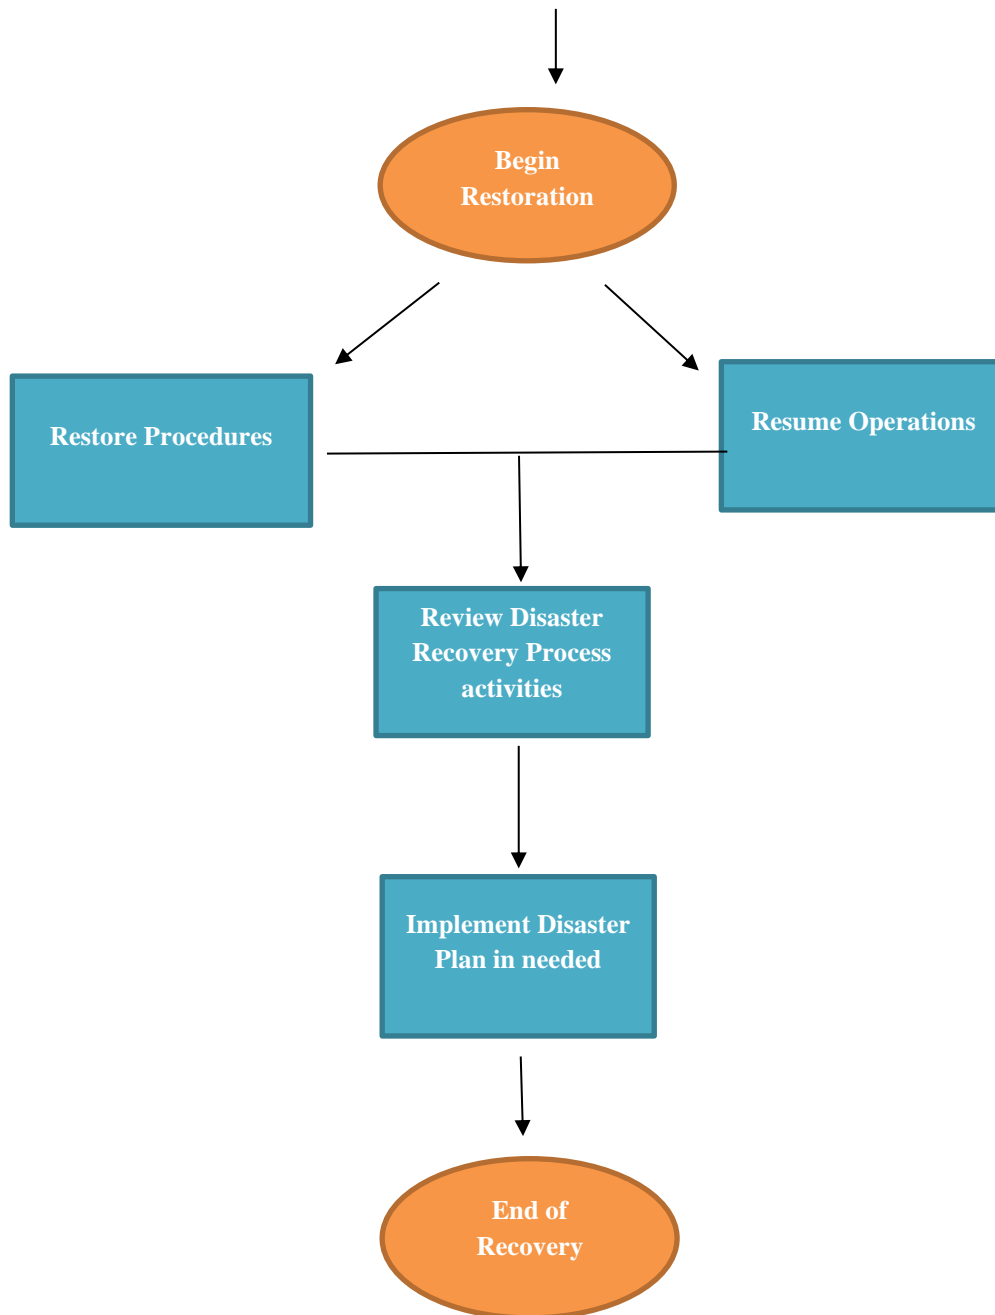 Begin
Restoration
Restore Procedures
Resume Operations
Review Disaster
Recovery Process
activities
Implement Disaster
Plan in needed
End of
Recovery